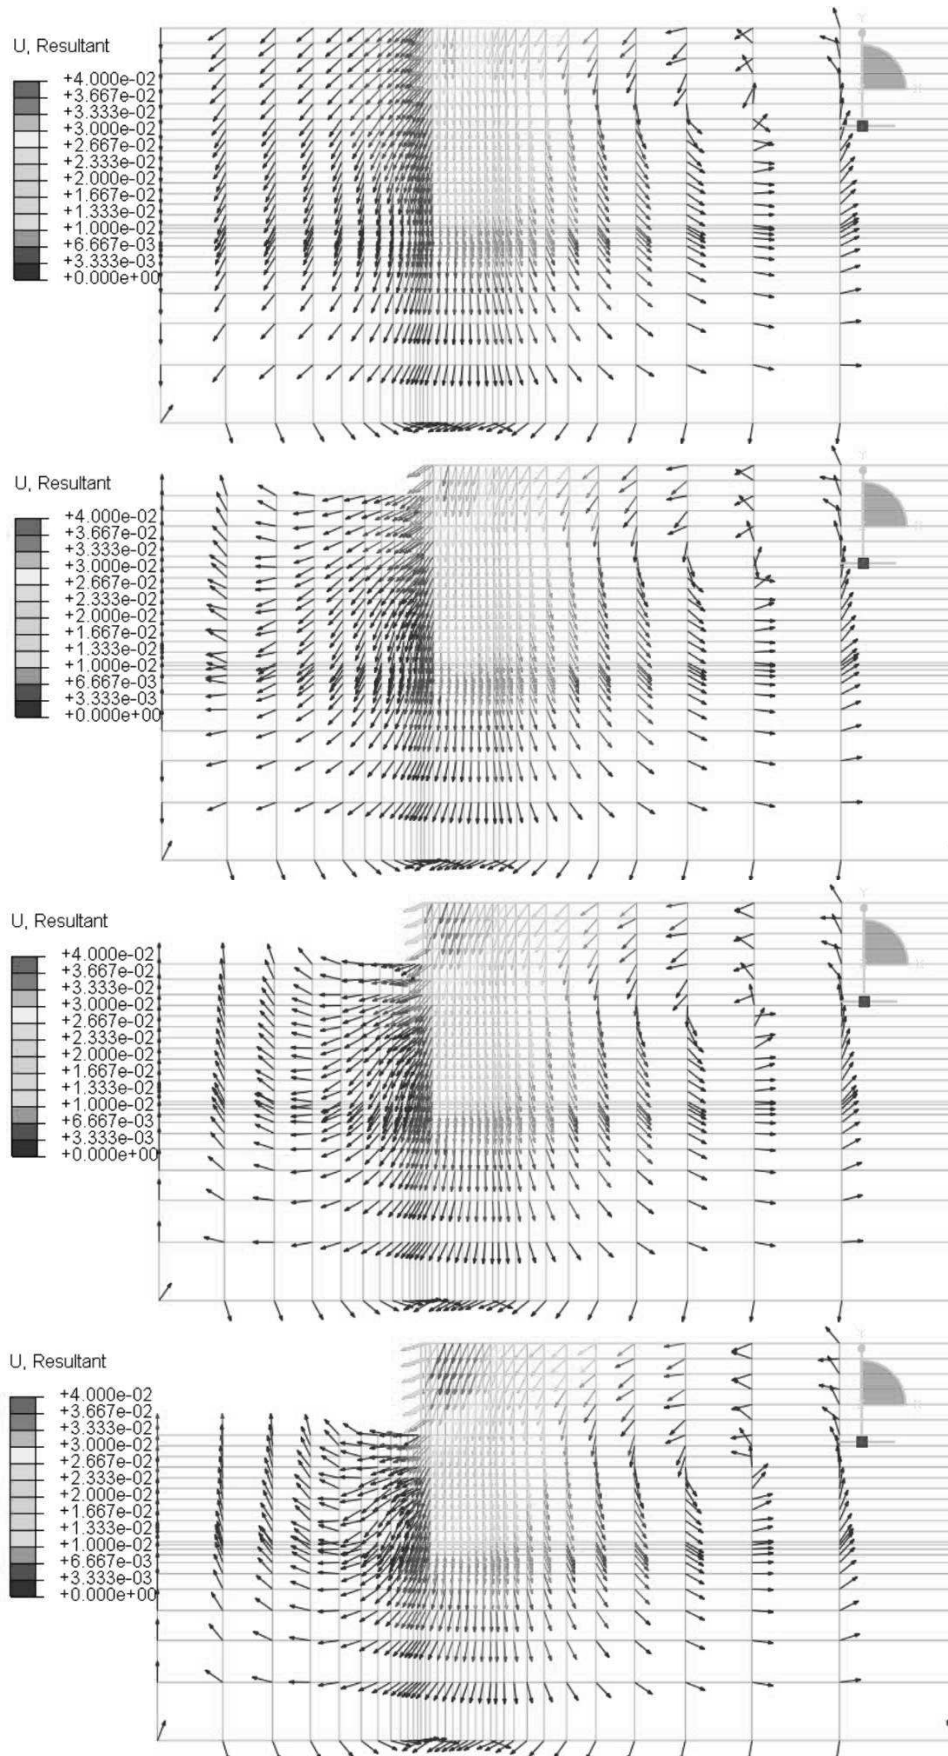 U, Resultant
+4.000e-02
+3.667e-02
+3.333e-02
+3.000e-02
+2.667e-02
+2.333e-02
+2.000e-02
+1.667e-02
+1.333e-02
+1.000e-02
+6.667e-03
+3.333e-03
+0.000e+00
Y
U, Resultant
+4.000e-02
+3.667e-02
+3.333e-02
+3.000e-02
+2.667e-02
+2.333e-02
+2.000e-02
+1.667e-02
+1.333e-02
+1.000e-02
+6.667e-03
+3.333e-03
+0.000e+00
Y
U, Resultant
+4.000e-02
+3.667e-02
+3.333e-02
+3.000e-02
+2.667e-02
+2.333e-02
+2.000e-02
+1.667e-02
+1.333e-02
+1.000e-02
+6.667e-03
+3.333e-03
+0.000e+00
Y
U, Resultant
+4.000e-02
+3.667e-02
+3.333e-02
+3.000e-02
+2.667e-02
+2.333e-02
+2.000e-02
+1.667e-02
+1.333e-02
+1.000e-02
+6.667e-03
+3.333e-03
+0.000e+00
Y